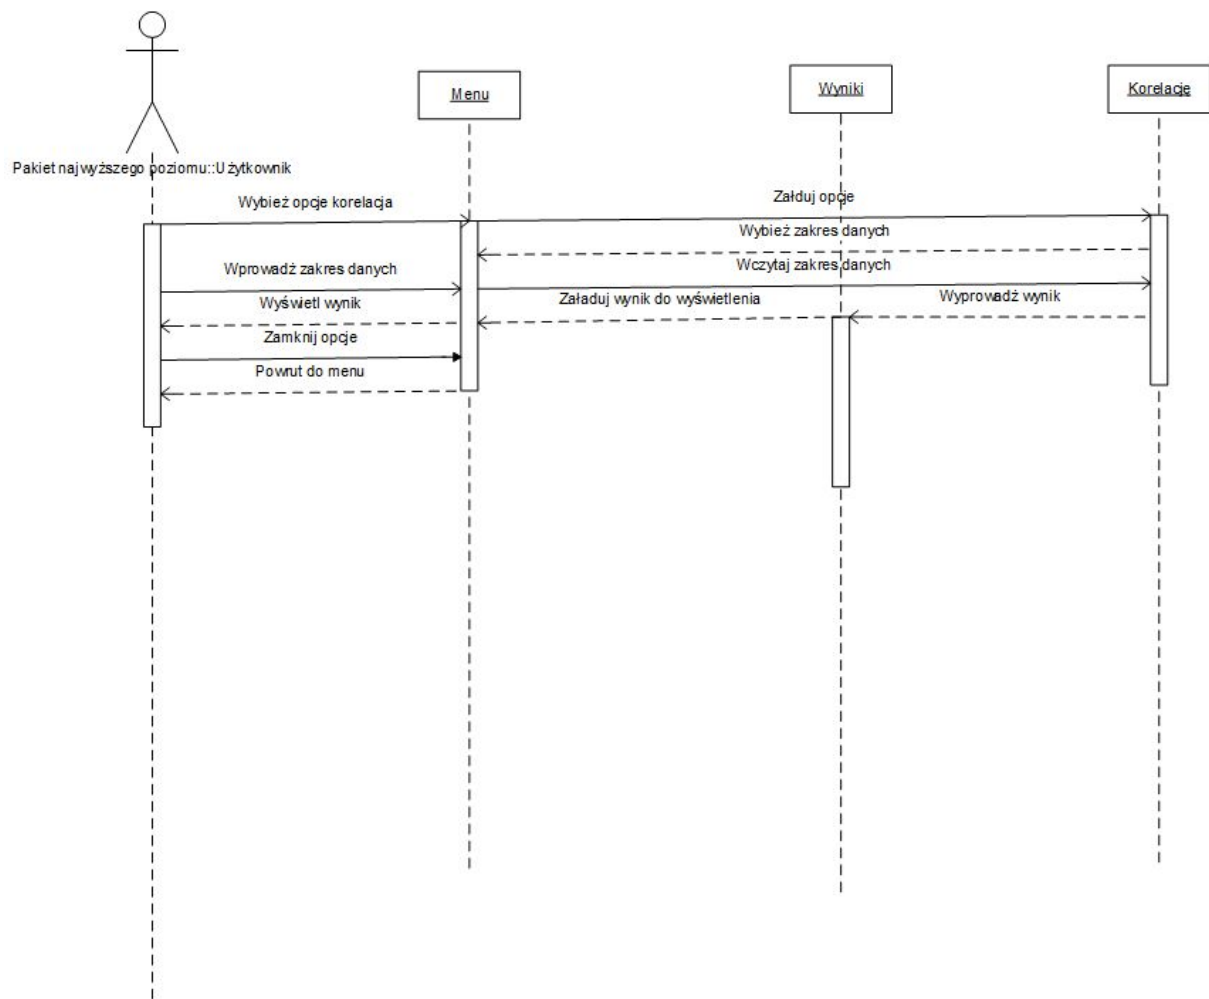 Menu
Wyniki
Korelację
Pakiet najwyższego poziomu::Użytkownik
Wybież opcje korelacja
Załduj opcje
Wybież zakres danych
Wprowadź zakres danych
Wczytaj zakres danych
Wyświetl wynik
Załaduj wynik do wyświetlenia
Wyprowadź wynik
Zamknij opcje
Powrut do menu